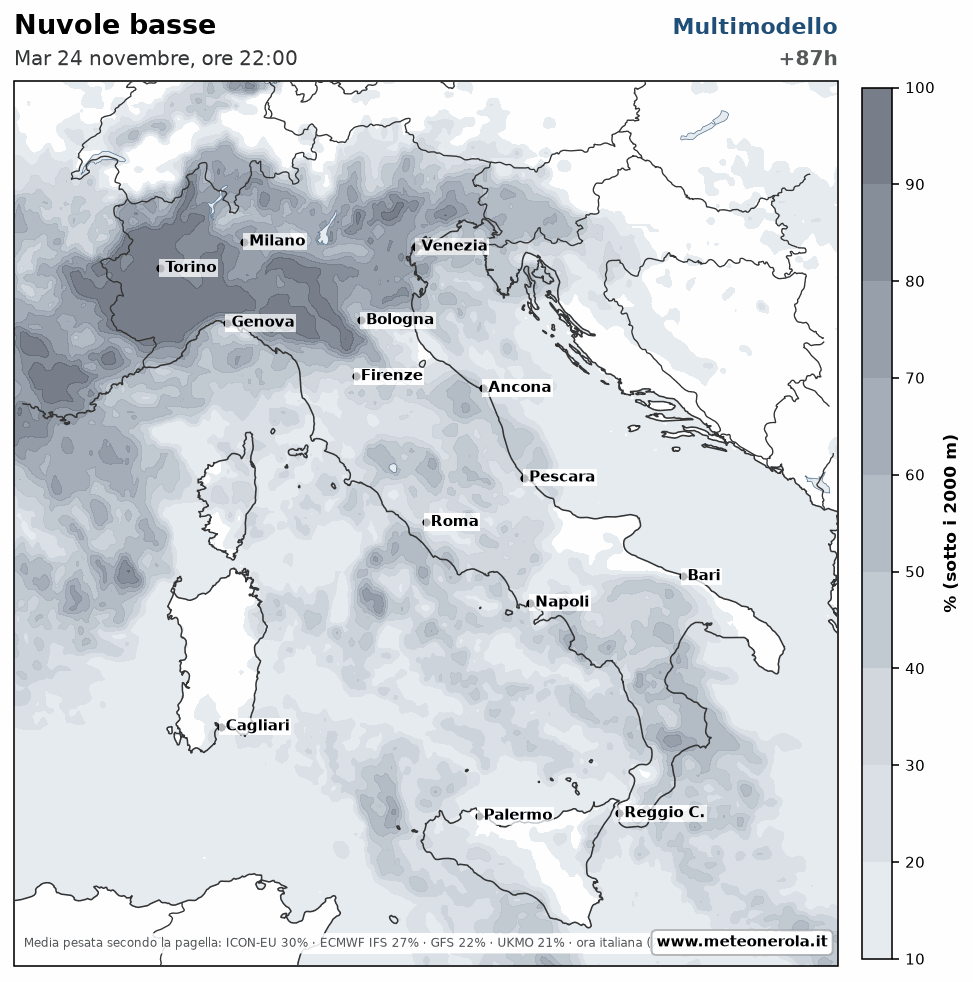 Nuvole basse
Multimodello
Mar 24 novembre, ore 22:00
+87h
Milano
Venezia
Torino
Genova
Bologna
Firenze
Ancona
Pescara
Roma
Bari
Napoli
Cagliari
Palermo
Reggio C.
100
90
80
70
60
50
40
30
20
10
% (sotto i 2000 m)
Media pesata secondo la pagella: ICON-EU 30% · ECMWF IFS 27% · GFS 22% · UKMO 21% · ora italiana (
www.meteonerola.it